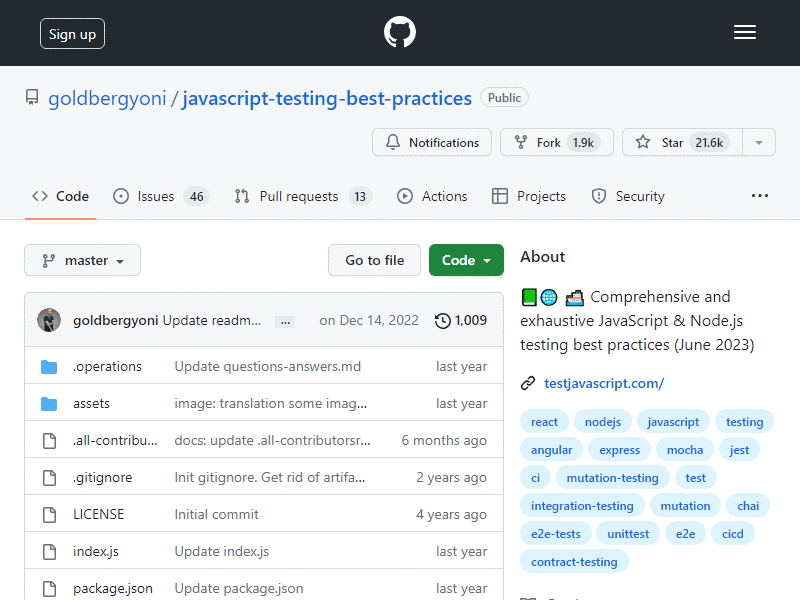 Sign up
goldbergyoni / javascript-testing-best-practices Public
Notifications Fork 1.9k Star 21.6k
Code Issues 46 Pull requests 13 Actions Projects Security ...
master Go to file Code
goldbergyoni Update readm... ... on Dec 14, 2022 1,009
.operations Update questions-answers.md last year
assets image: translation some imag... last year
.all-contribu... docs: update .all-contributorsr... 6 months ago
.gitignore Init gitignore. Get rid of artifa... 2 years ago
LICENSE Initial commit 4 years ago
index.js Update index.js last year
package.json Update package.json last year
About
Comprehensive and
exhaustive JavaScript & Node.js
testing best practices (June 2023)
testjavascript.com/
react nodejs javascript testing
angular express mocha jest
ci mutation-testing test
integration-testing mutation chai
e2e-tests unittest e2e cicd
contract-testing